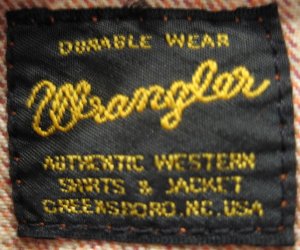 DURABLE WEAR
Wrangler
AUTHENTIC WESTERN
SHIRTS & JACKET
GREENSBORO.NC.USA